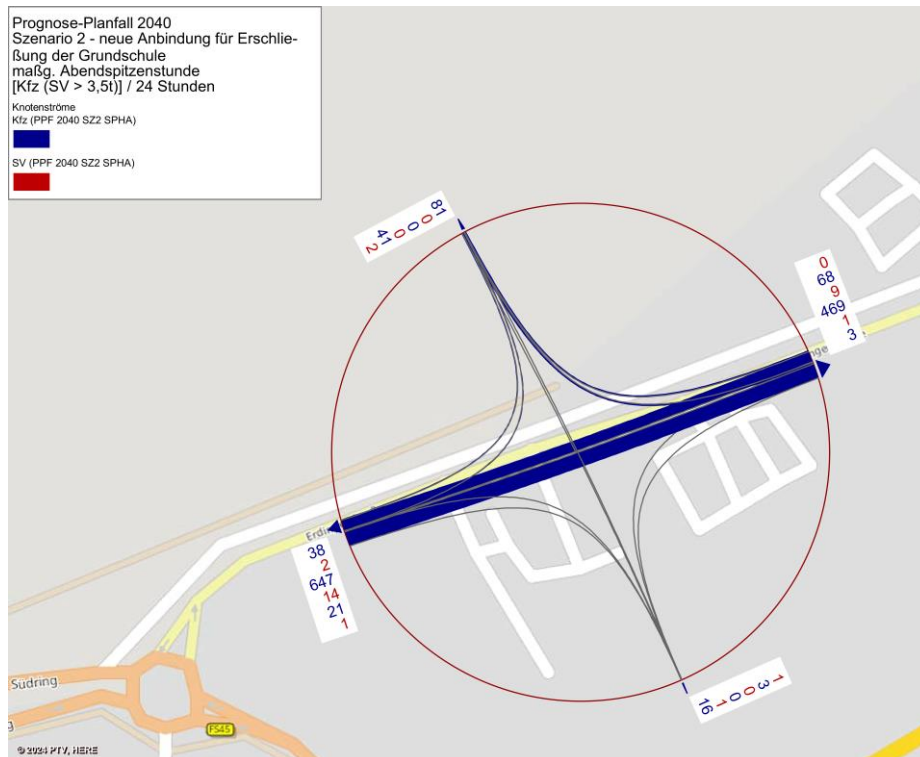 Prognose-Planfall 2040
Szenario 2 - neue Anbindung für Erschlie-
ßung der Grundschule
maßg. Abendspitzenstunde
[Kfz (SV > 3,5t)] / 24 Stunden
Knotenströme
Kfz (PPF 2040 SZ2 SPHA)
SV (PPF 2040 SZ2 SPHA)
81
0
0
0
41
2
0
68
9
469
1
3
38
2
647
14
21
1
16
1
0
0
3
1
Südring
FS45
© 2024 PTV, HERE